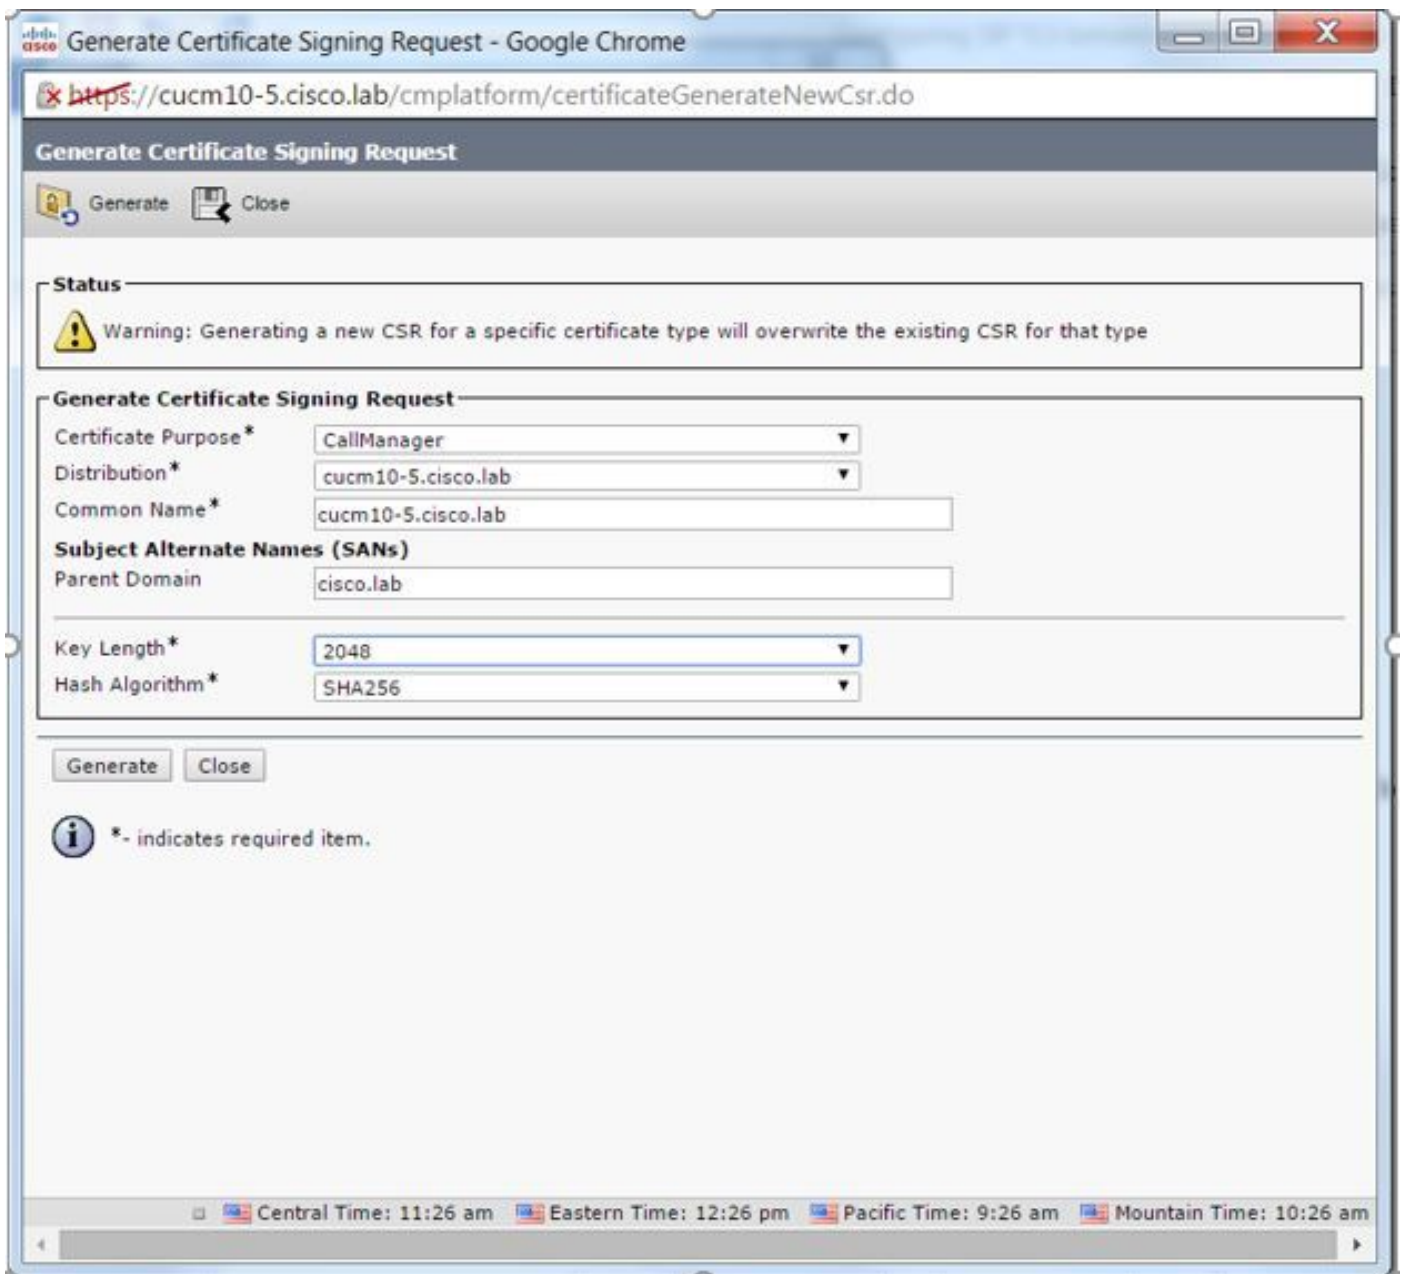 cisco Generate Certificate Signing Request - Google Chrome
https://cucm10-5.cisco.lab/cmplatform/certificateGenerateNewCsr.do
Generate Certificate Signing Request
Generate Close
Status
Warning: Generating a new CSR for a specific certificate type will overwrite the existing CSR for that type
Generate Certificate Signing Request
Certificate Purpose* CallManager
Distribution* cucm10-5.cisco.lab
Common Name* cucm10-5.cisco.lab
Subject Alternate Names (SANs)
Parent Domain cisco.lab
Key Length* 2048
Hash Algorithm* SHA256
Generate Close
i *- indicates required item.
Central Time: 11:26 am Eastern Time: 12:26 pm Pacific Time: 9:26 am Mountain Time: 10:26 am